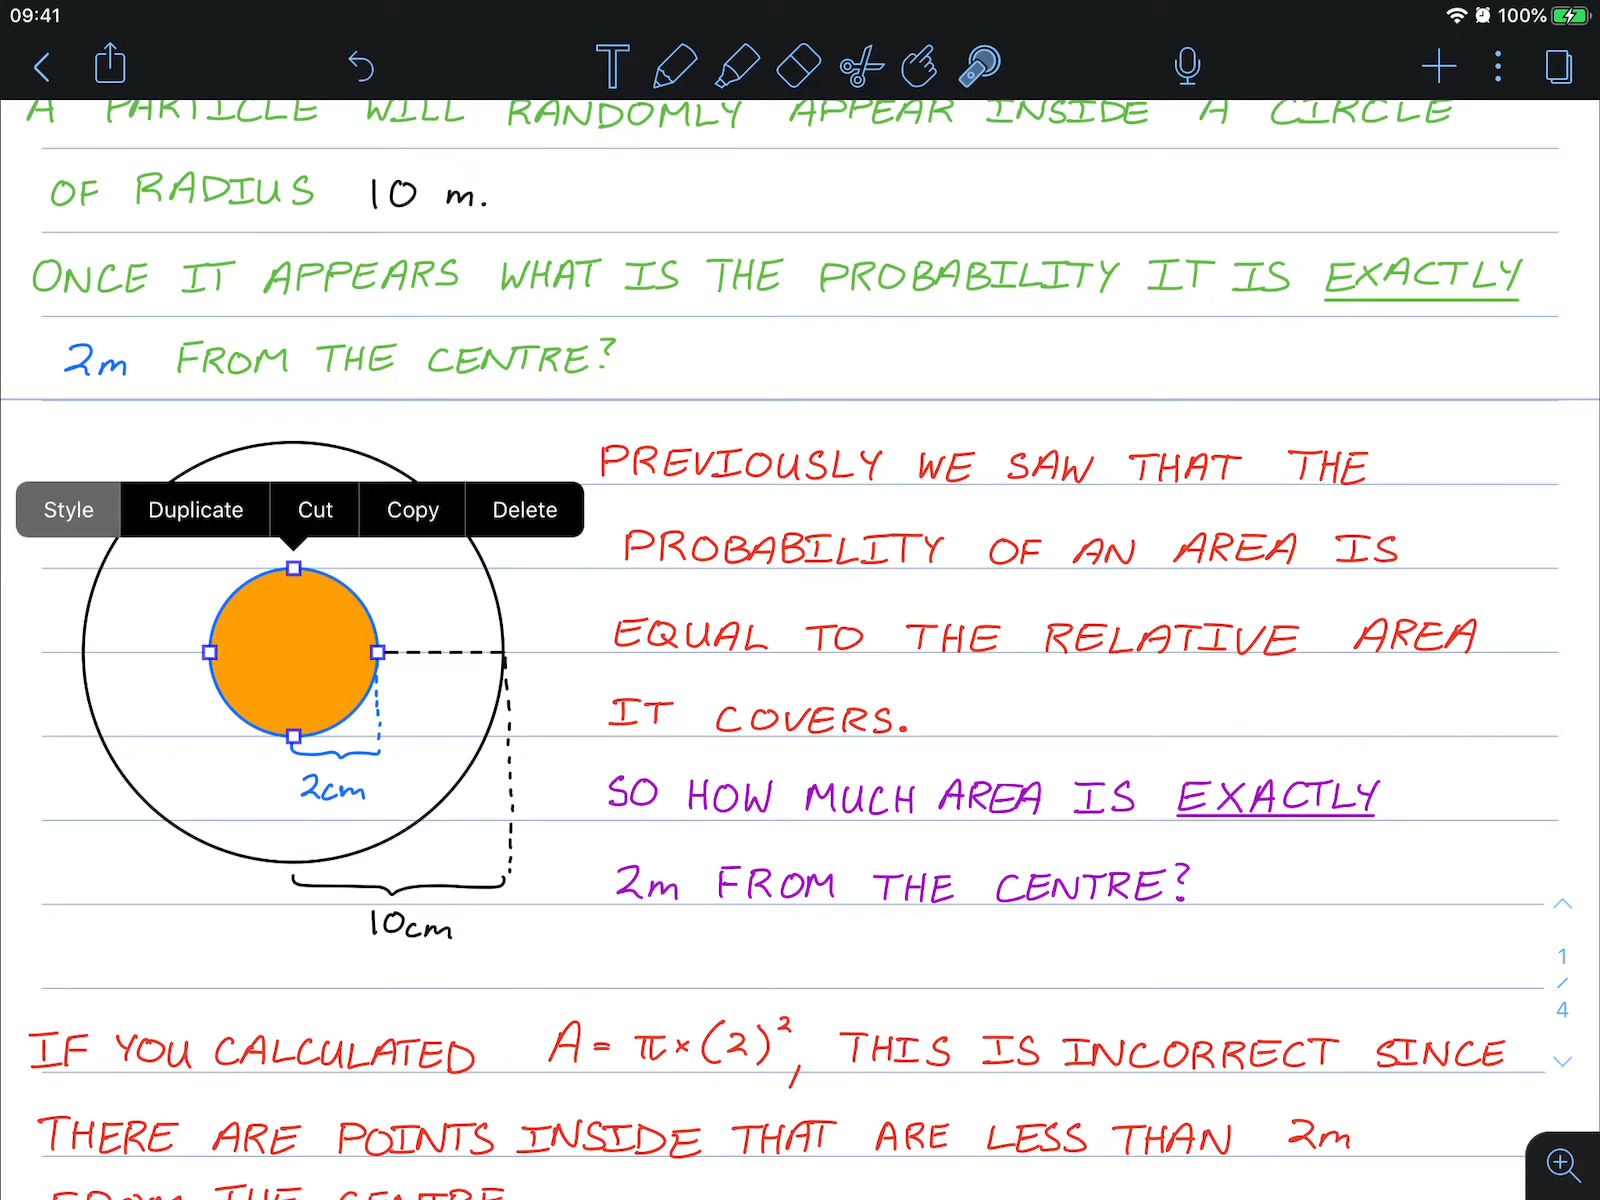 09:41
100%
A PARTICLE WILL RANDOMLY APPEAR INSIDE A CIRCLE
OF RADIUS 10 m.
ONCE IT APPEARS WHAT IS THE PROBABILITY IT IS EXACTLY
2m FROM THE CENTRE?
PREVIOUSLY WE SAW THAT THE
Style Duplicate Cut Copy Delete
PROBABILITY OF AN AREA IS
EQUAL TO THE RELATIVE AREA
IT COVERS.
2cm
SO HOW MUCH AREA IS EXACTLY
2m FROM THE CENTRE?
10cm
1
/
4
IF YOU CALCULATED A = π×(2)², THIS IS INCORRECT SINCE
THERE ARE POINTS INSIDE THAT ARE LESS THAN 2m
FROM THE CENTRE